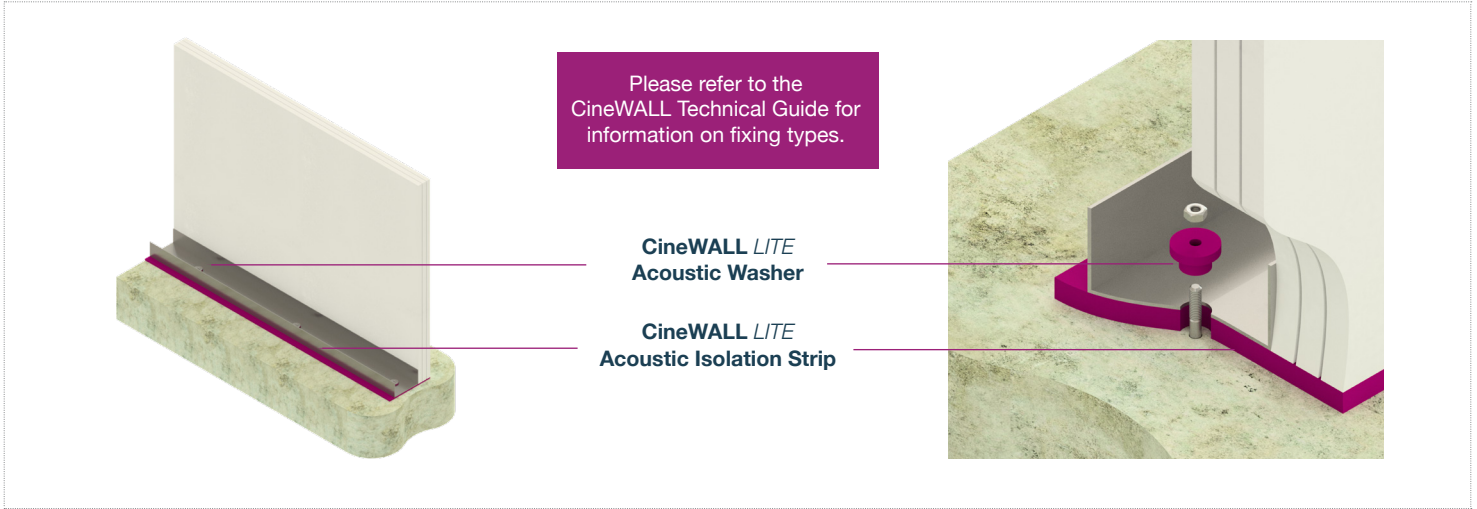 Please refer to the
CineWALL Technical Guide for
information on fixing types.
CineWALL LITE
Acoustic Washer
CineWALL LITE
Acoustic Isolation Strip